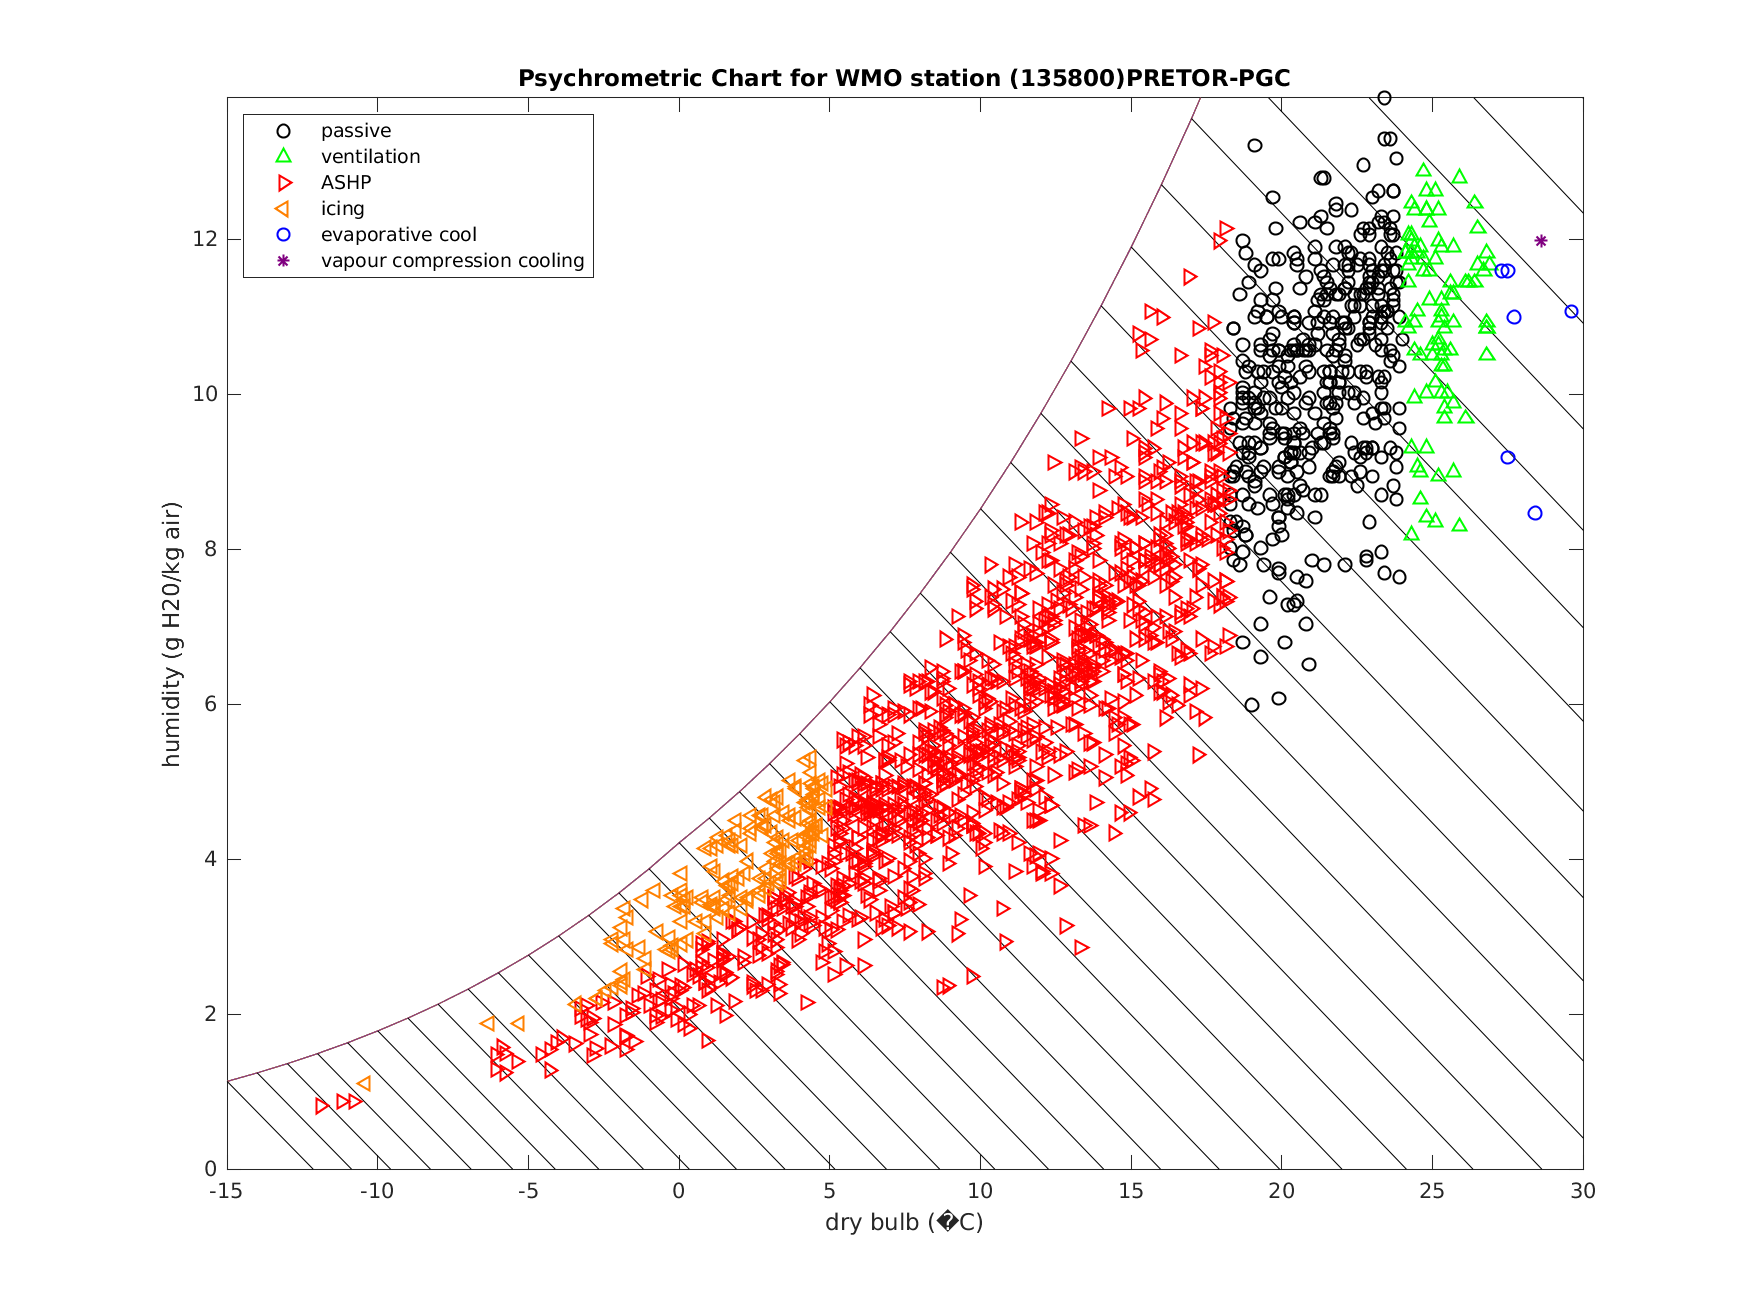 Psychrometric Chart for WMO station (135800)PRETOR-PGC
passive
ventilation
ASHP
icing
evaporative cool
vapour compression cooling
humidity (g H20/kg air)
12
10
8
6
4
2
0
-15 -10 -5 0 5 10 15 20 25 30
dry bulb (�C)